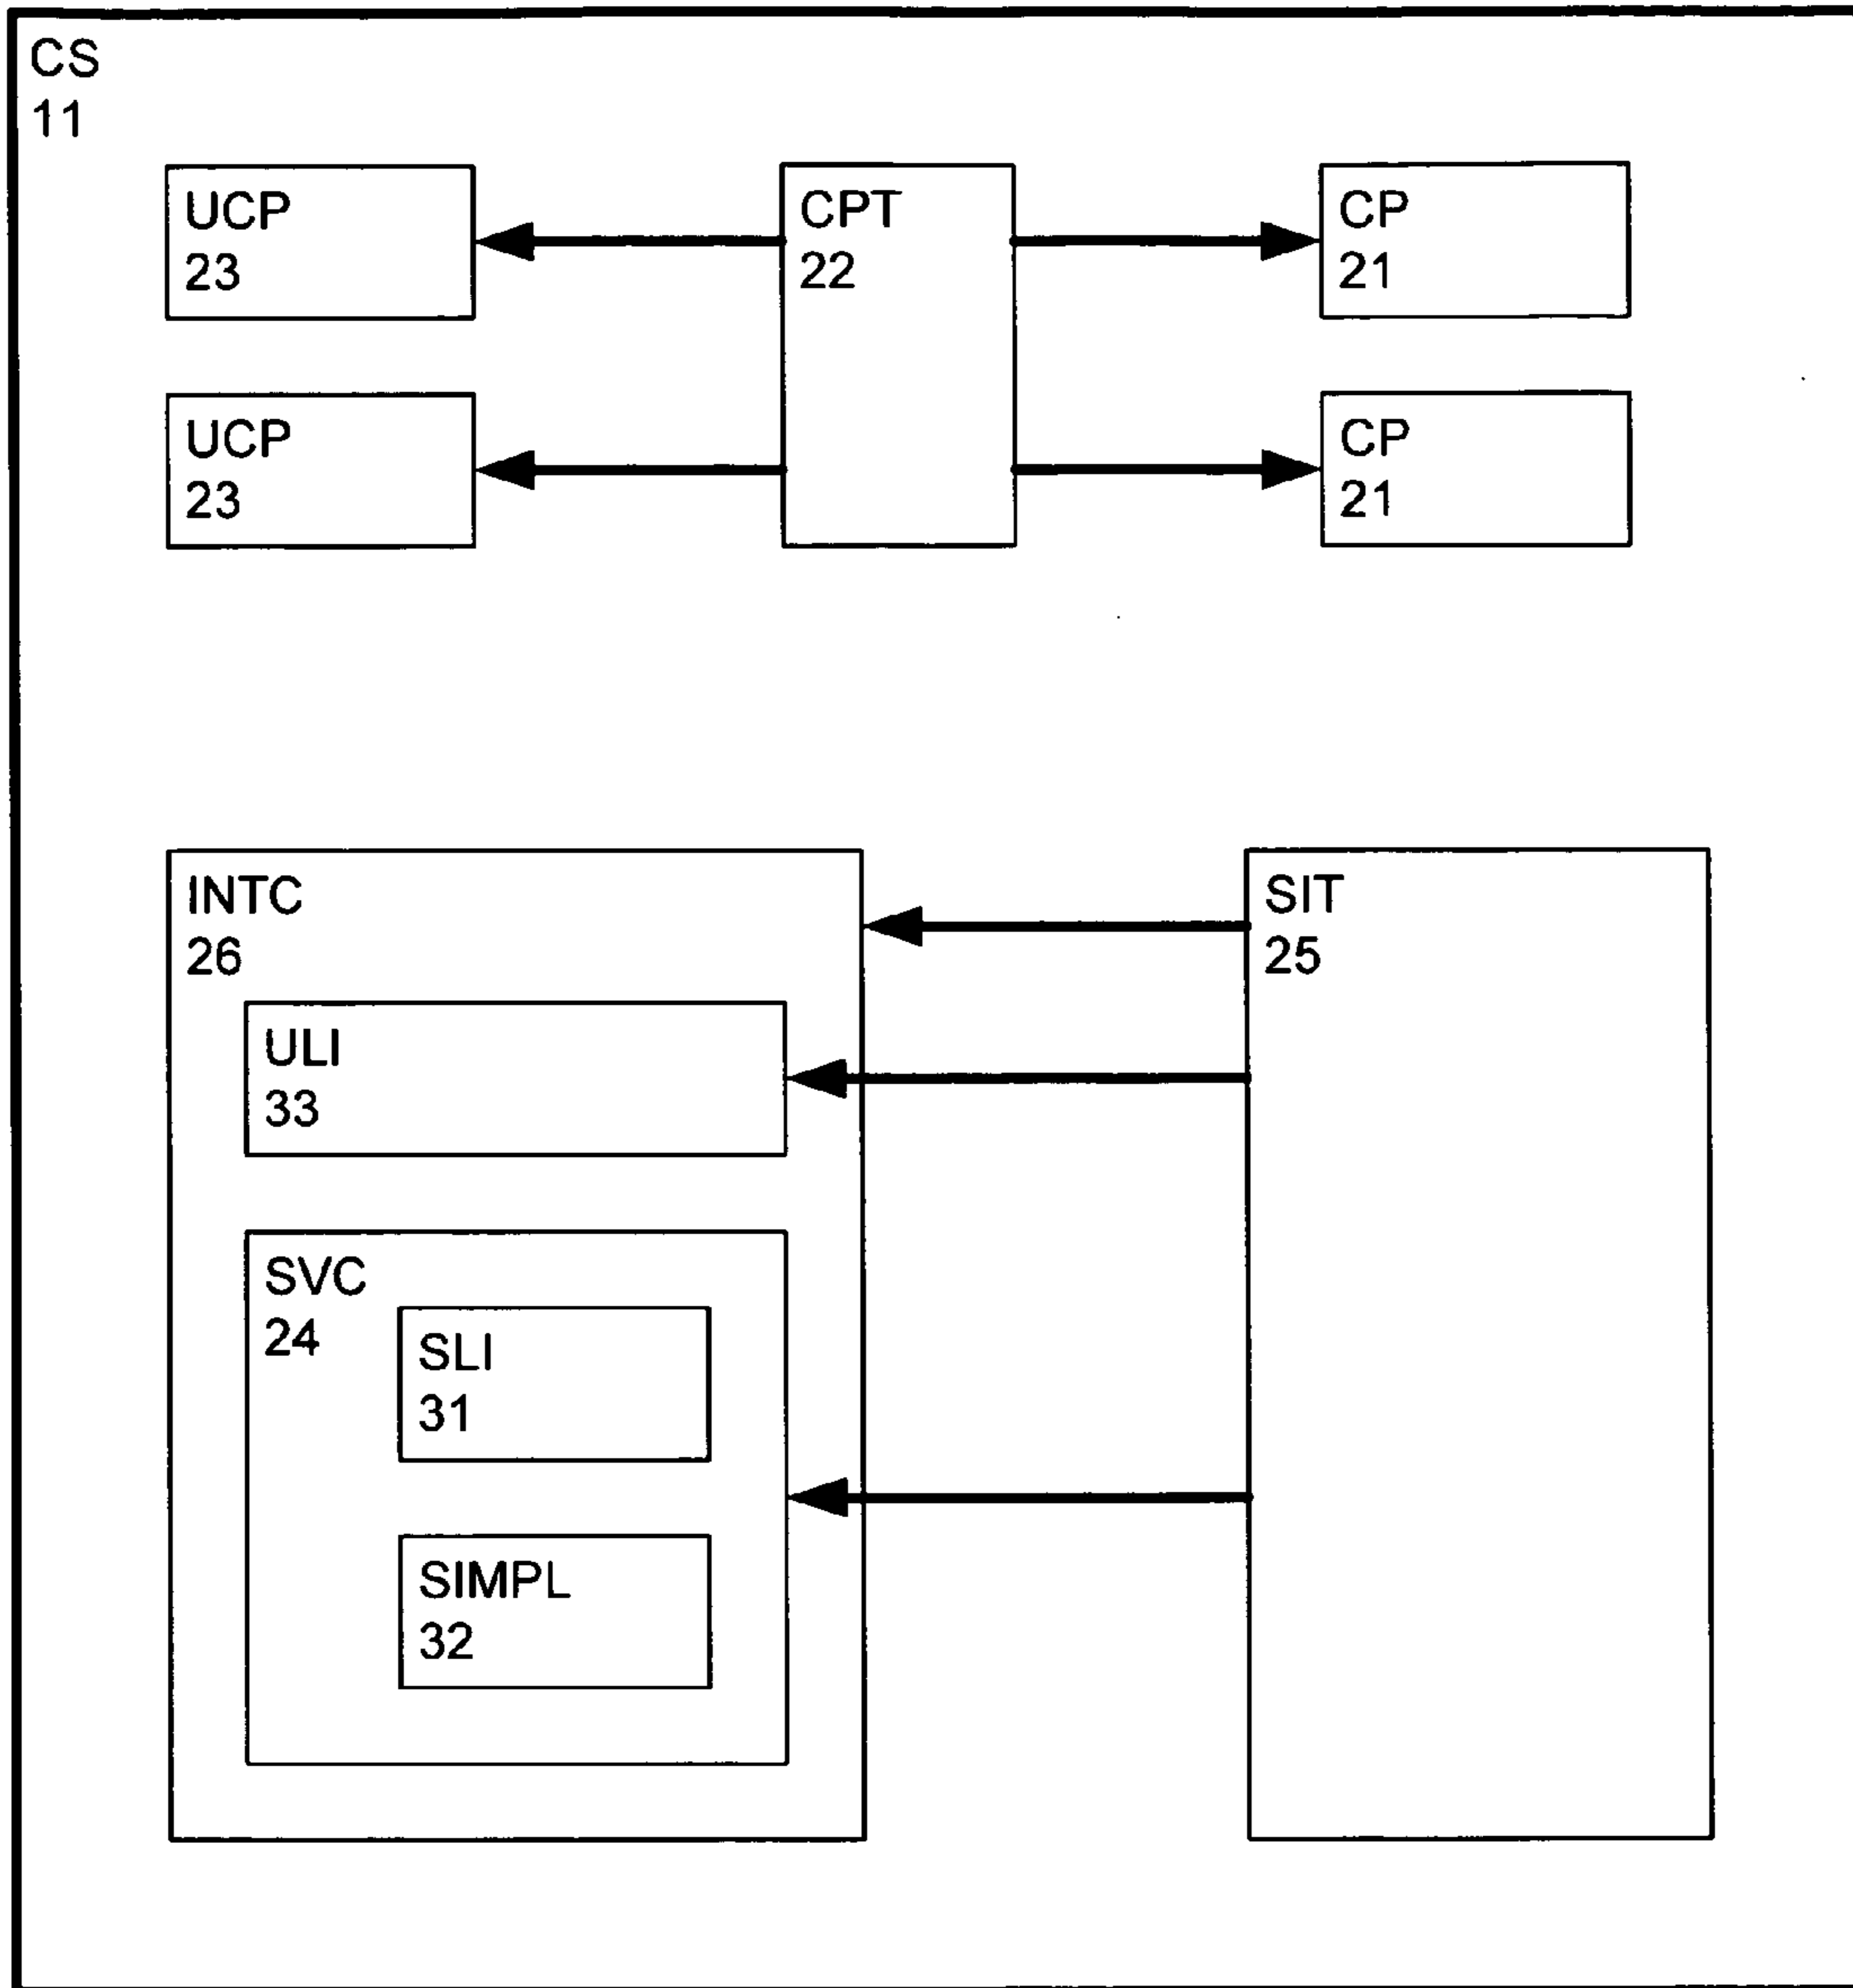 CS
11
UCP
23
CPT
22
CP
21
UCP
23
CP
21
INTC
26
SIT
25
ULI
33
SVC
24
SLI
31
SIMPL
32